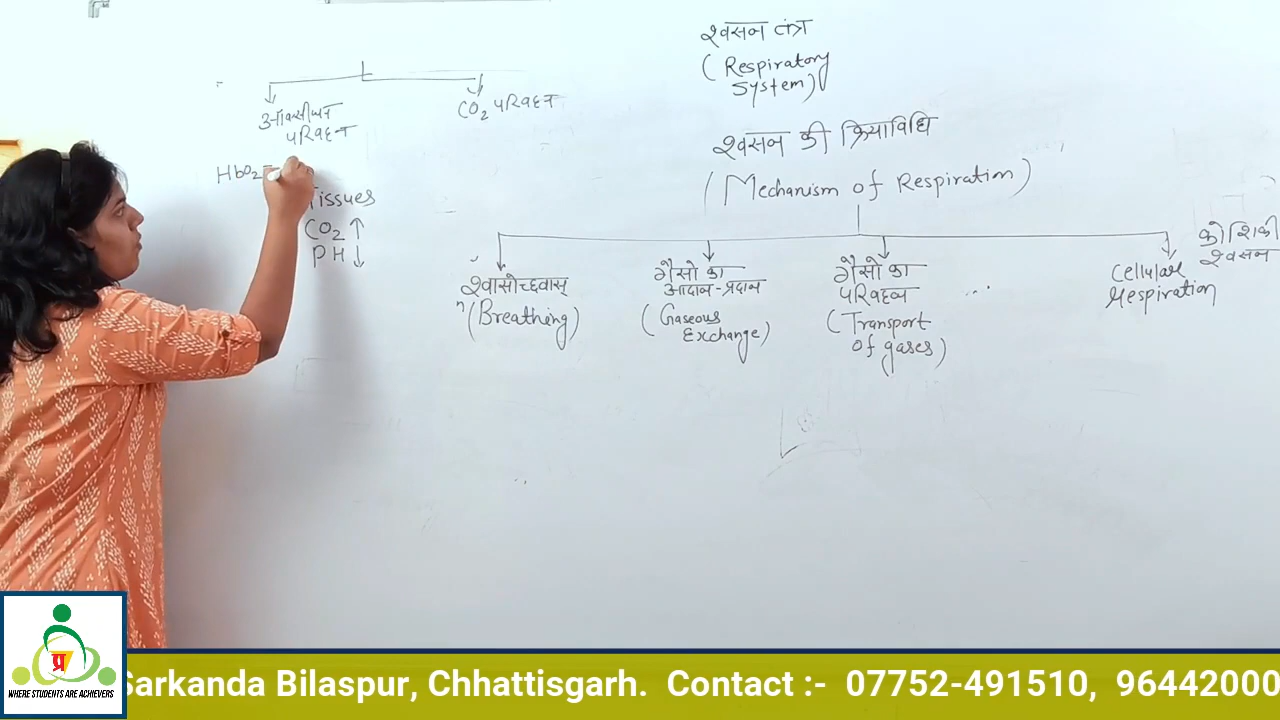 श्वसन तंत्र
(Respiratory
System)
श्वसन की क्रियाविधि
(Mechanism of Respiration)
श्वासोच्छवास्
(Breathing)
गैसो का
आदान-प्रदान
(Gaseous
Exchange)
गैसो का
परिवहन
(Transport
of gases)
...
Cellular
respiration
कोशिकी
श्वसन
ऑक्सीजन
परिवहन
CO2 परिवहन
HbO2
Tissues
CO2 ↑
PH ↓
प्र
WHERE STUDENTS ARE ACHIEVERS
Sarkanda Bilaspur, Chhattisgarh. Contact :- 07752-491510, 96442000